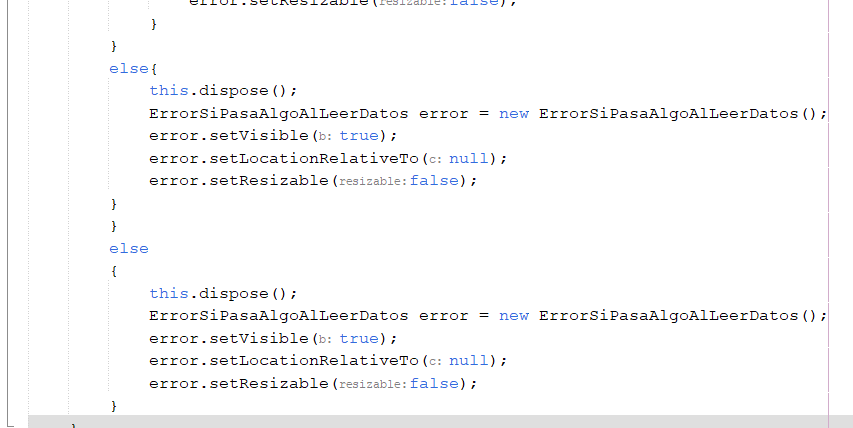 error.setResizable(resizable:false);
}
}
else{
this.dispose();
ErrorSiPasaAlgoAlLeerDatos error = new ErrorSiPasaAlgoAlLeerDatos();
error.setVisible(b: true);
error.setLocationRelativeTo(c: null);
error.setResizable(resizable:false);
}
}
else
{
this.dispose();
ErrorSiPasaAlgoAlLeerDatos error = new ErrorSiPasaAlgoAlLeerDatos();
error.setVisible(b: true);
error.setLocationRelativeTo(c: null);
error.setResizable(resizable:false);
}
}